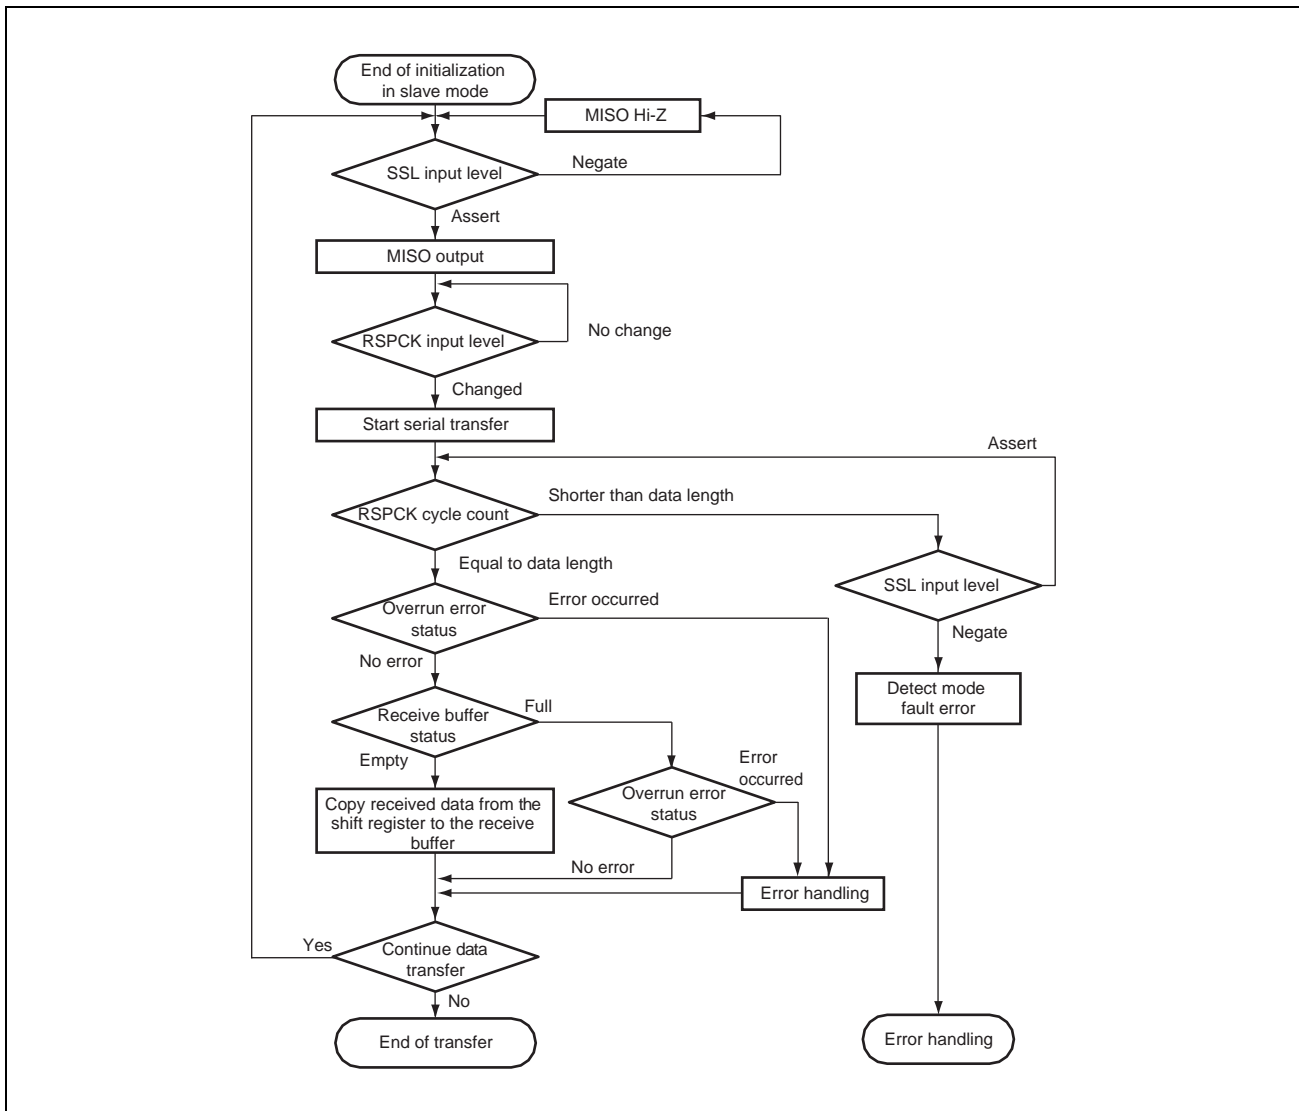 End of initialization
in slave mode
MISO Hi-Z
SSL input level
Negate
Assert
MISO output
RSPCK input level
No change
Changed
Start serial transfer
Assert
RSPCK cycle count
Shorter than data length
Equal to data length
SSL input level
Negate
Overrun error
status
Error occurred
No error
Detect mode
fault error
Receive buffer
status
Full
Empty
Error
occurred
Overrun error
status
Copy received data from the
shift register to the receive
buffer
No error
Error handling
Yes
Continue data
transfer
No
End of transfer
Error handling